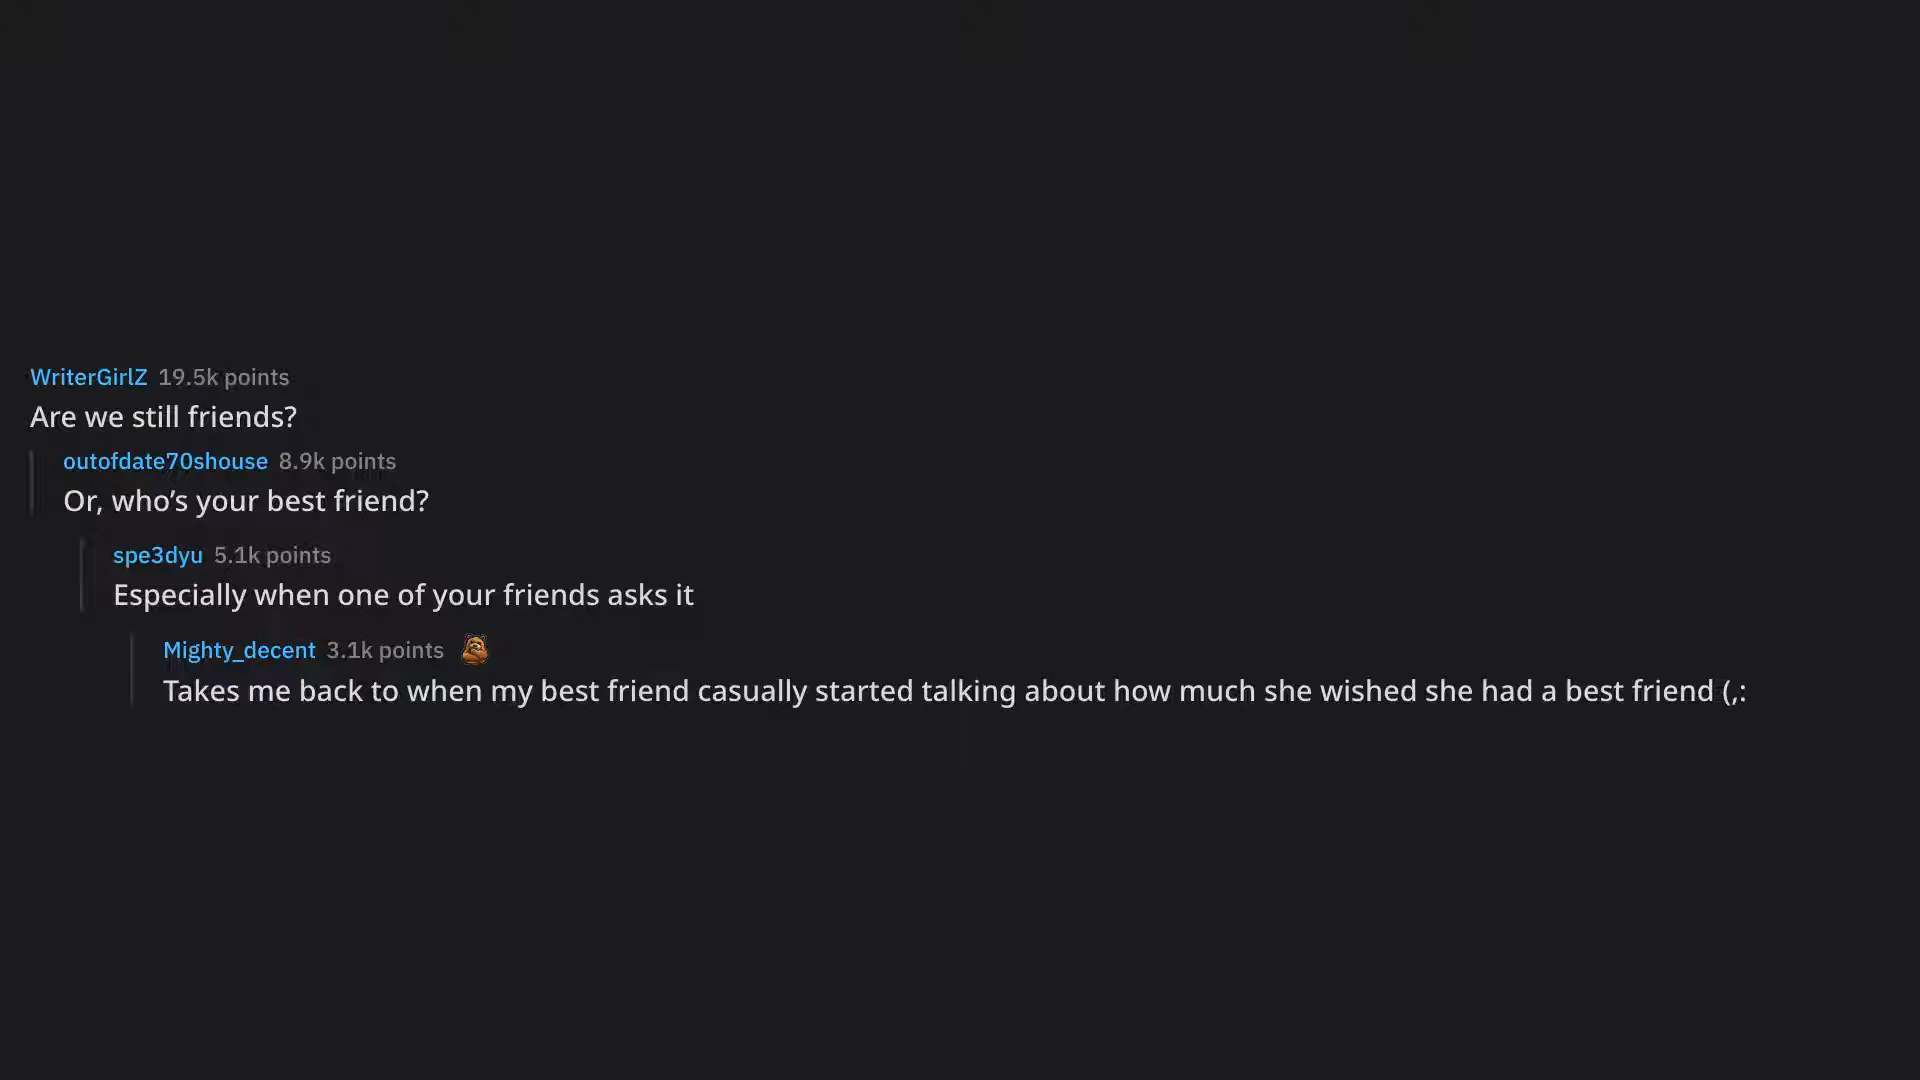 WriterGirlZ 19.5k points
Are we still friends?
outofdate70shouse 8.9k points
Or, who’s your best friend?
spe3dyu 5.1k points
Especially when one of your friends asks it
Mighty_decent 3.1k points
Takes me back to when my best friend casually started talking about how much she wished she had a best friend (,: